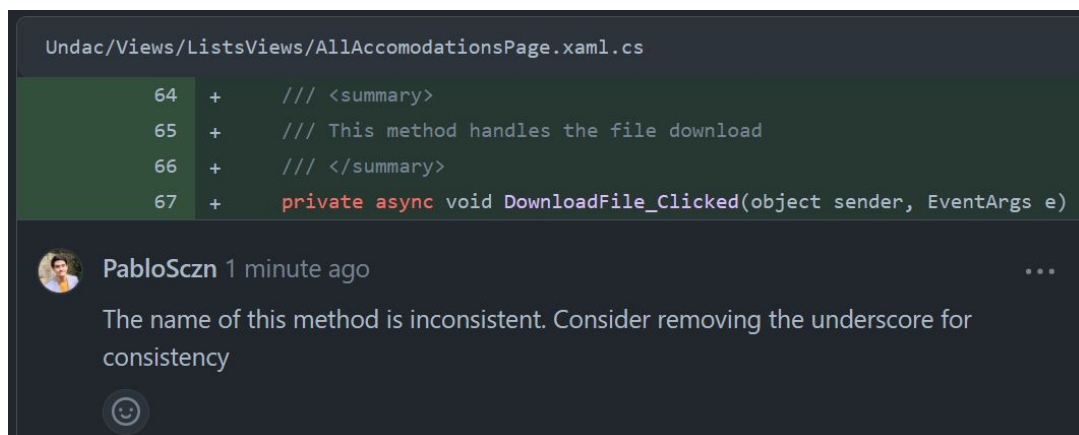 Undac/Views/ListsViews/AllAccomodationsPage.xaml.cs
64 + /// <summary>
65 + /// This method handles the file download
66 + /// </summary>
67 + private async void DownloadFile_Clicked(object sender, EventArgs e)
PabloSczn 1 minute ago ...
The name of this method is inconsistent. Consider removing the underscore for
consistency